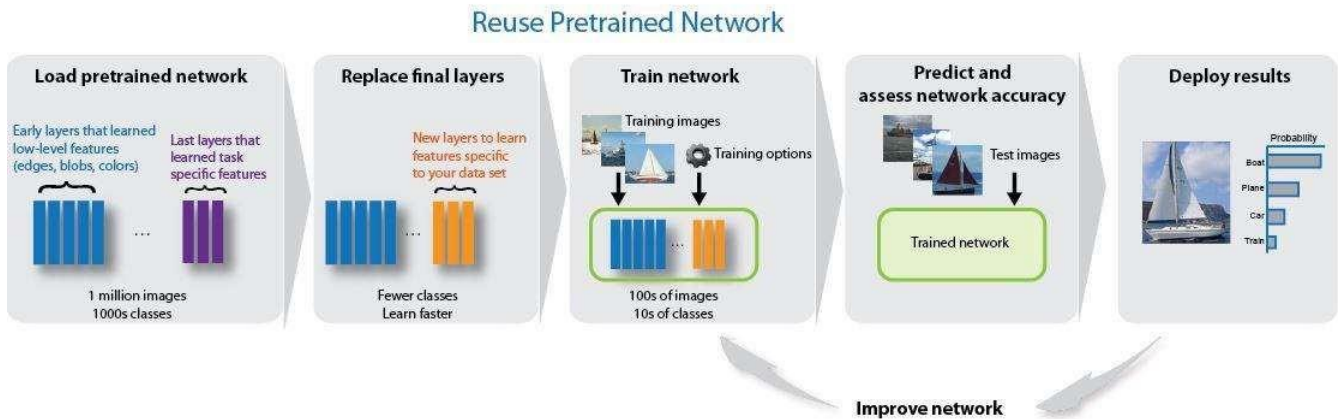 Reuse Pretrained Network
Load pretrained network
Early layers that learned
low-level features
(edges, blobs, colors)
Last layers that
learned task
specific features
...
1 million images
1000s classes
Replace final layers
New layers to learn
features specific
to your data set
...
Fewer classes
Learn faster
Train network
Training images
Training options
...
100s of images
10s of classes
Predict and
assess network accuracy
Test images
Trained network
Deploy results
Probability
Boat
Plane
Car
Train
Improve network